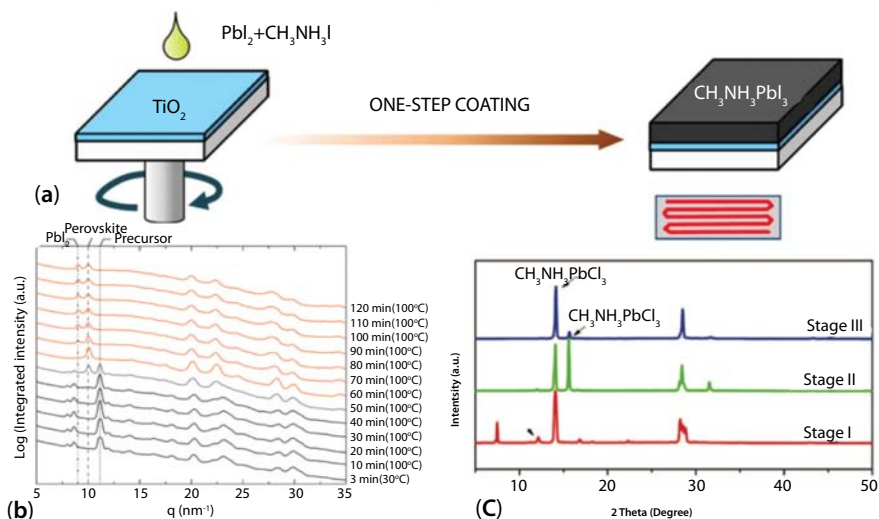 PbI₂+CH₃NH₃I
TiO₂
ONE-STEP COATING
CH₃NH₃PbI₃
(a)
Perovskite
PbI₂
Precursor
Log (Integrated intensity (a.u.)
120 min(100°C)
110 min(100°C)
100 min(100°C)
90 min(100°C)
80 min(100°C)
70 min(100°C)
60 min(100°C)
50 min(100°C)
40 min(100°C)
30 min(100°C)
20 min(100°C)
10 min(100°C)
3 min(30°C)
5 10 15 20 25 30 35
q (nm⁻¹)
(b)
CH₃NH₃PbCl₃
CH₃NH₃PbCl₃
Stage III
Stage II
Stage I
Intensity (a.u.)
10 20 30 40 50
2 Theta (Degree)
(C)